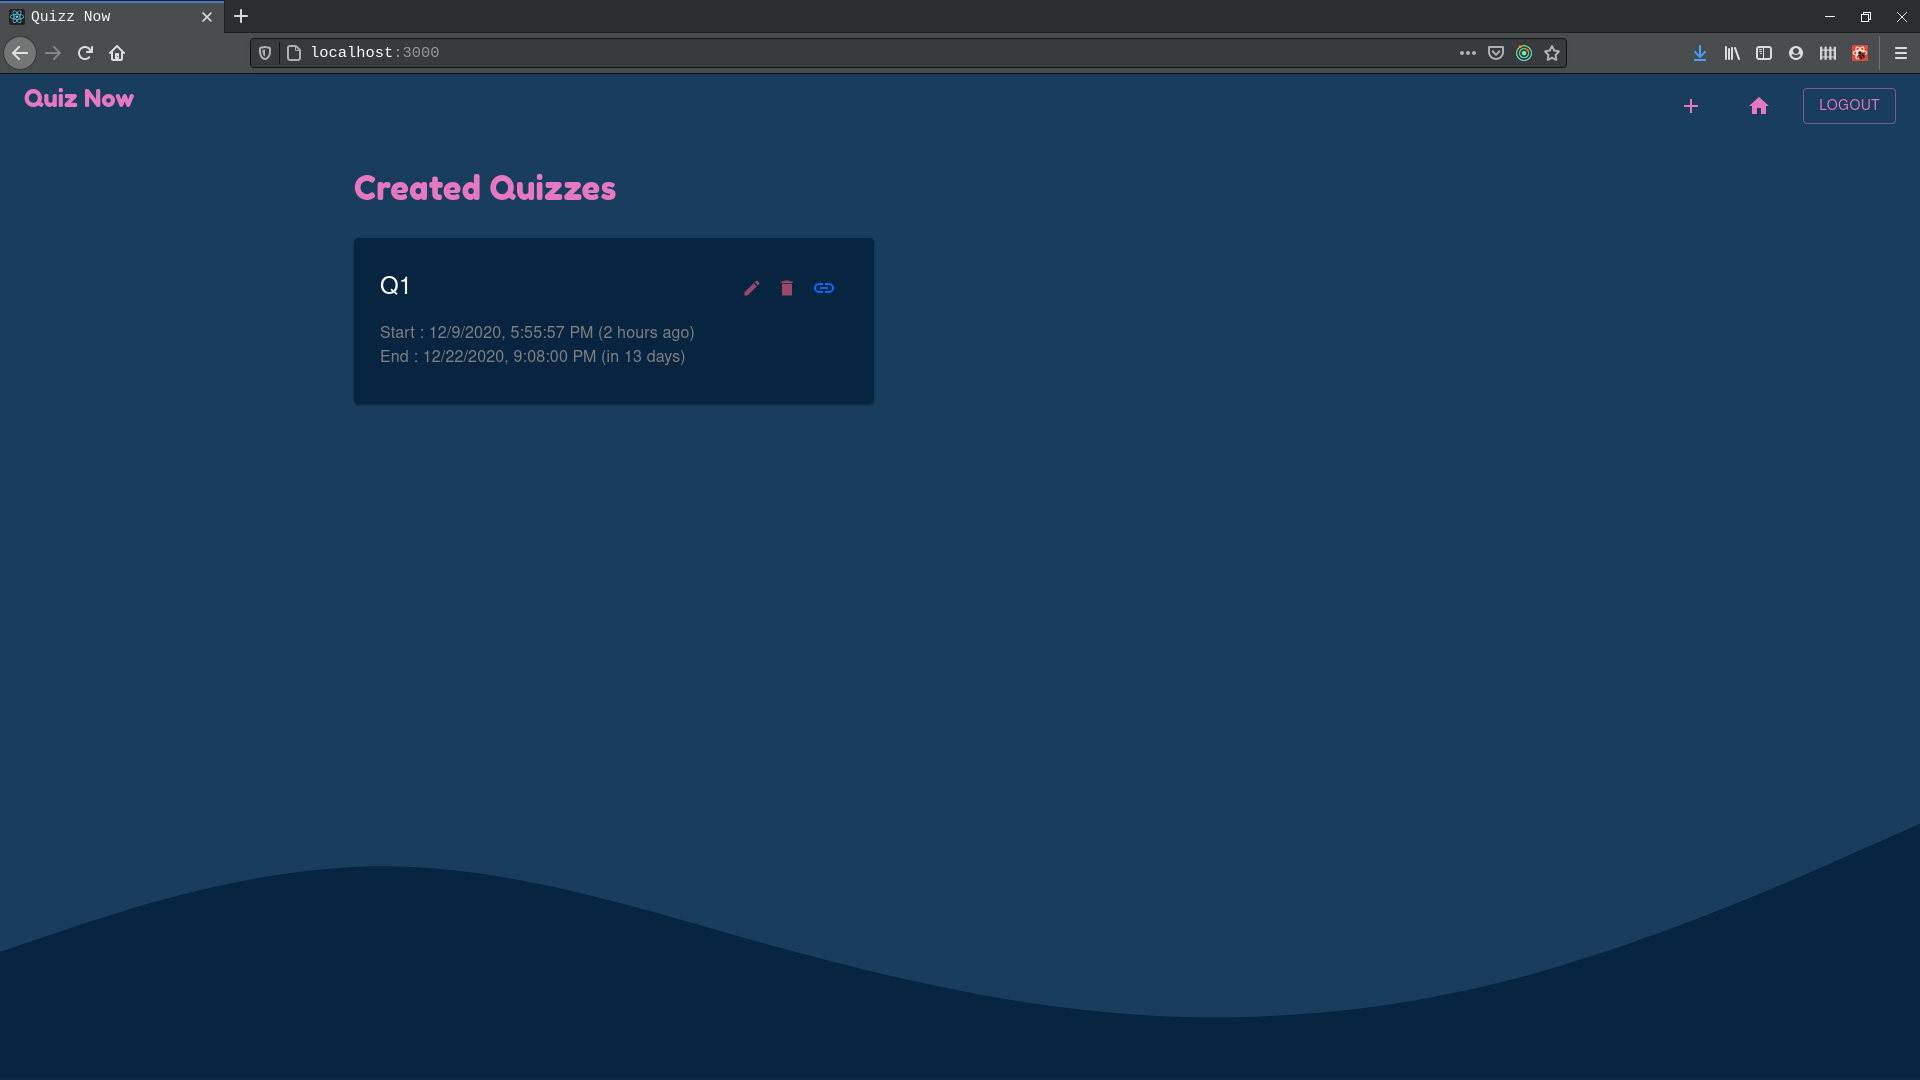 Quizz Now
localhost:3000
Quiz Now
LOGOUT
Created Quizzes
Q1
Start : 12/9/2020, 5:55:57 PM (2 hours ago)
End : 12/22/2020, 9:08:00 PM (in 13 days)